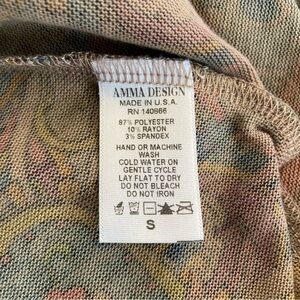 AMMA DESIGN
MADE IN U.S.A.
RN 140966
87% POLYESTER
10% RAYON
3% SPANDEX
HAND OR MACHINE
WASH
COLD WATER ON
GENTLE CYCLE
LAY FLAT TO DRY
DO NOT BLEACH
DO NOT IRON
S